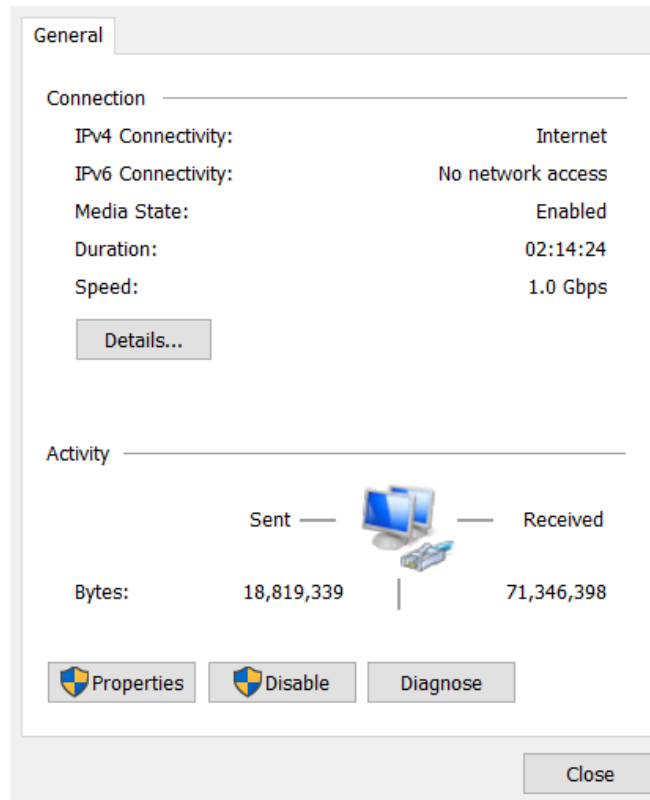 General
Connection
IPv4 Connectivity: Internet
IPv6 Connectivity: No network access
Media State: Enabled
Duration: 02:14:24
Speed: 1.0 Gbps
Details...
Activity
Sent Received
Bytes: 18,819,339 71,346,398
Properties Disable Diagnose
Close